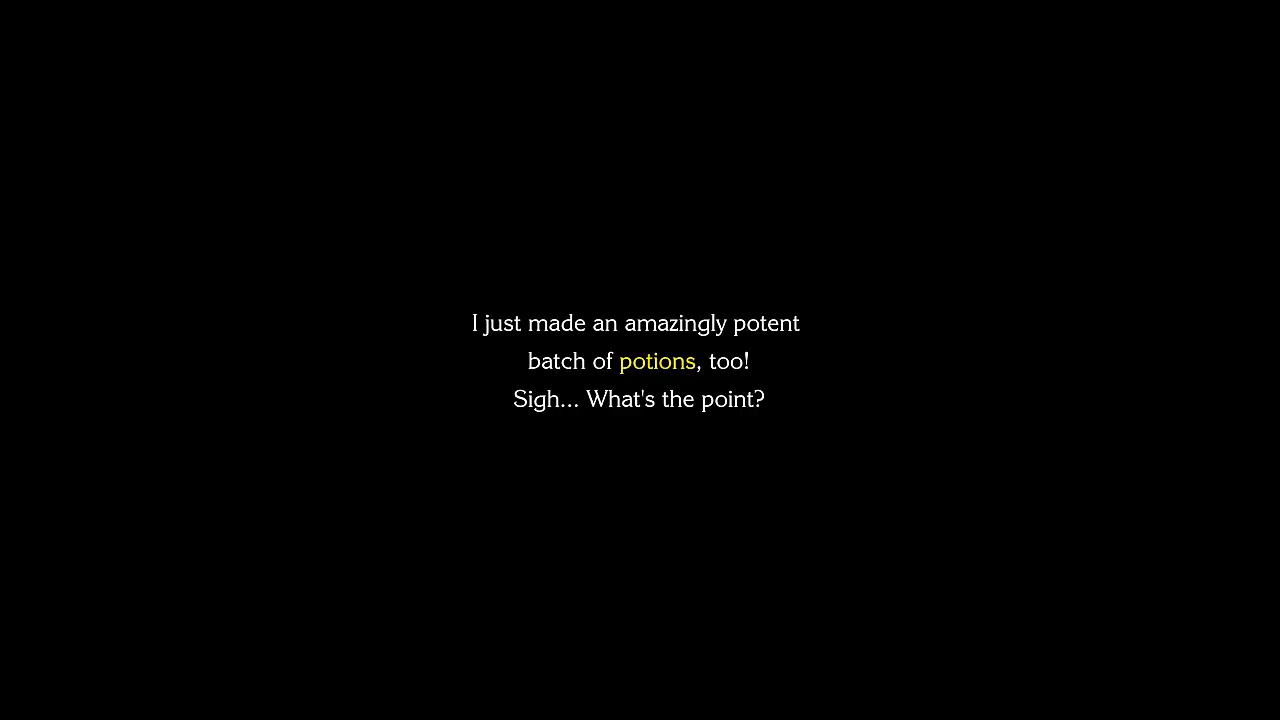 I just made an amazingly potent
batch of potions, too!
Sigh... What's the point?